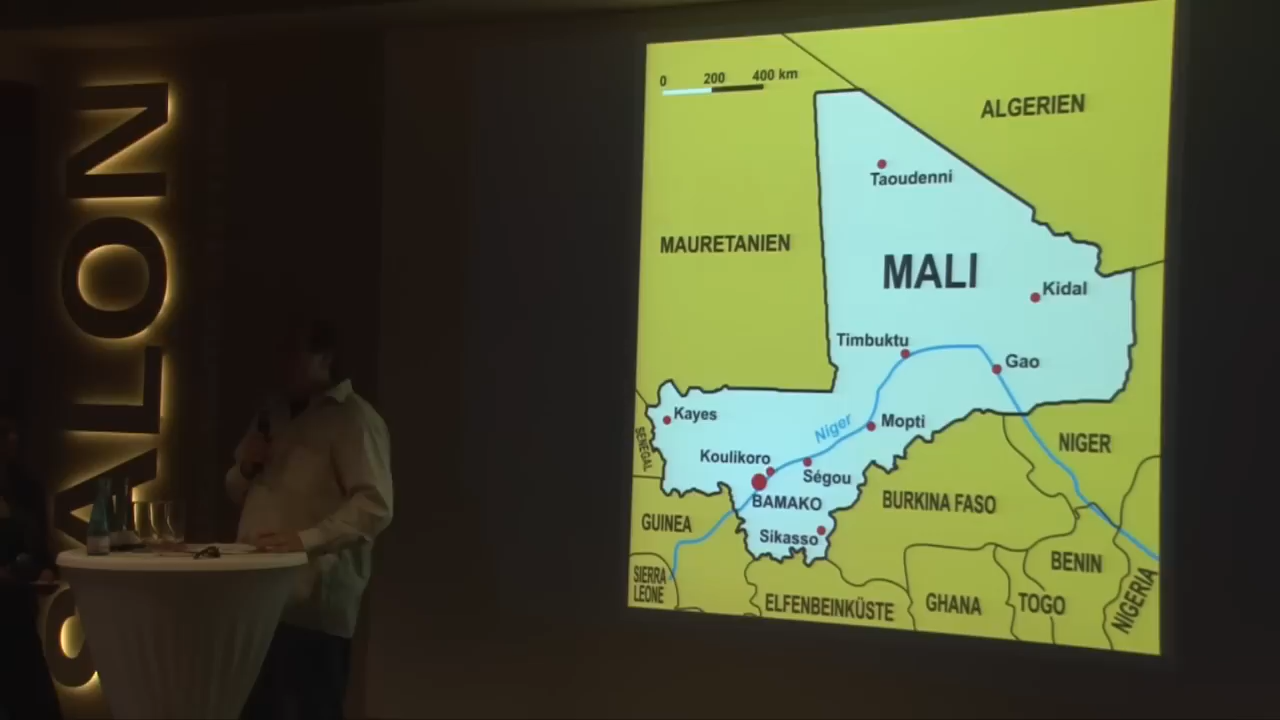 SALON
0 200 400 km
ALGERIEN
Taoudenni
MAURETANIEN
MALI
Kidal
Timbuktu
Gao
Kayes
Niger
Mopti
SENEGAL
Koulikoro
Ségou
NIGER
BAMAKO
BURKINA FASO
GUINEA
Sikasso
SIERRA
LEONE
ELFENBEINKÜSTE
GHANA
TOGO
BENIN
NIGERIA